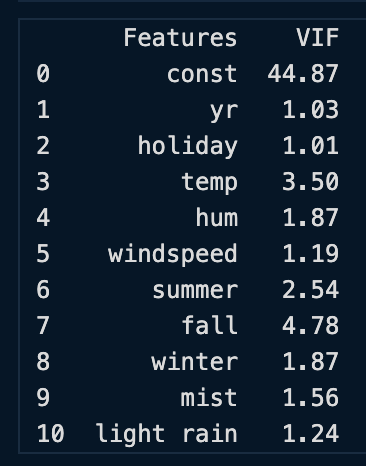 Features VIF
0 const 44.87
1 yr 1.03
2 holiday 1.01
3 temp 3.50
4 hum 1.87
5 windspeed 1.19
6 summer 2.54
7 fall 4.78
8 winter 1.87
9 mist 1.56
10 light rain 1.24